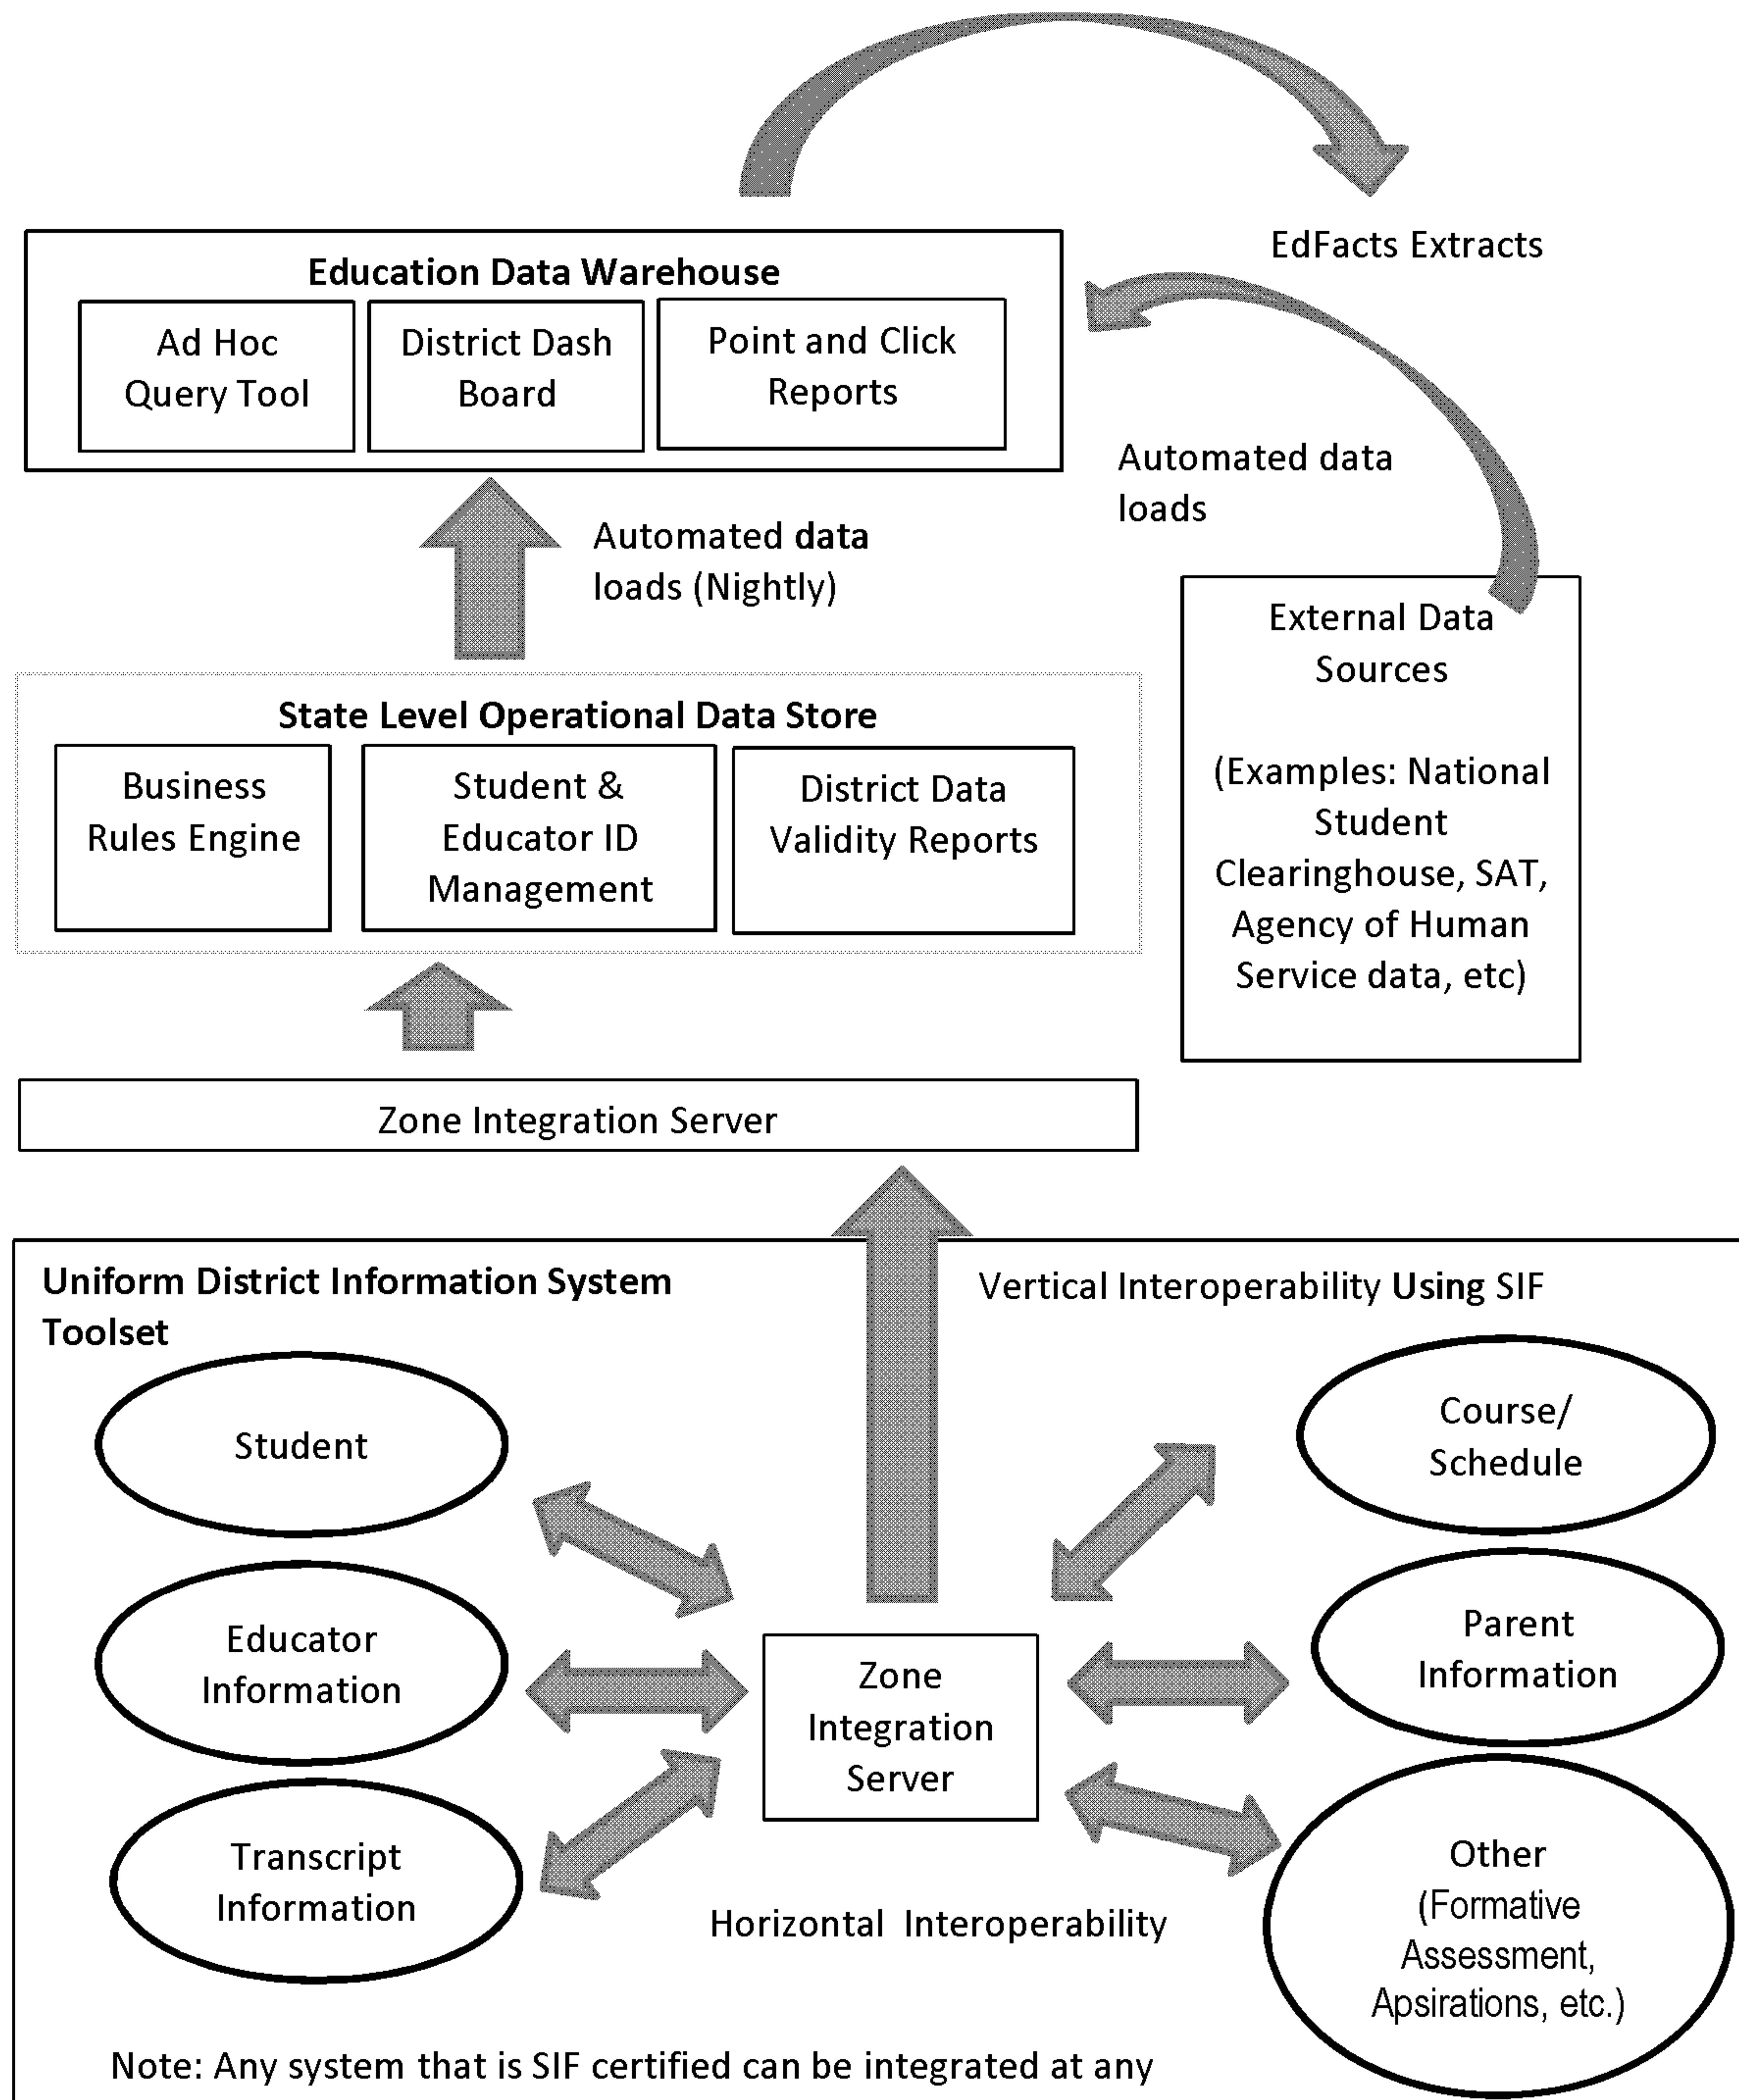 EdFacts Extracts
Education Data Warehouse
Ad Hoc
Query Tool
District Dash
Board
Point and Click
Reports
Automated data
loads
Automated data
loads (Nightly)
External Data
Sources
(Examples: National
Student
Clearinghouse, SAT,
Agency of Human
Service data, etc)
State Level Operational Data Store
Business
Rules Engine
Student &
Educator ID
Management
District Data
Validity Reports
Zone Integration Server
Uniform District Information System
Toolset
Vertical Interoperability Using SIF
Student
Educator
Information
Transcript
Information
Zone
Integration
Server
Course/
Schedule
Parent
Information
Other
(Formative
Assessment,
Apsirations, etc.)
Horizontal Interoperability
Note: Any system that is SIF certified can be integrated at any